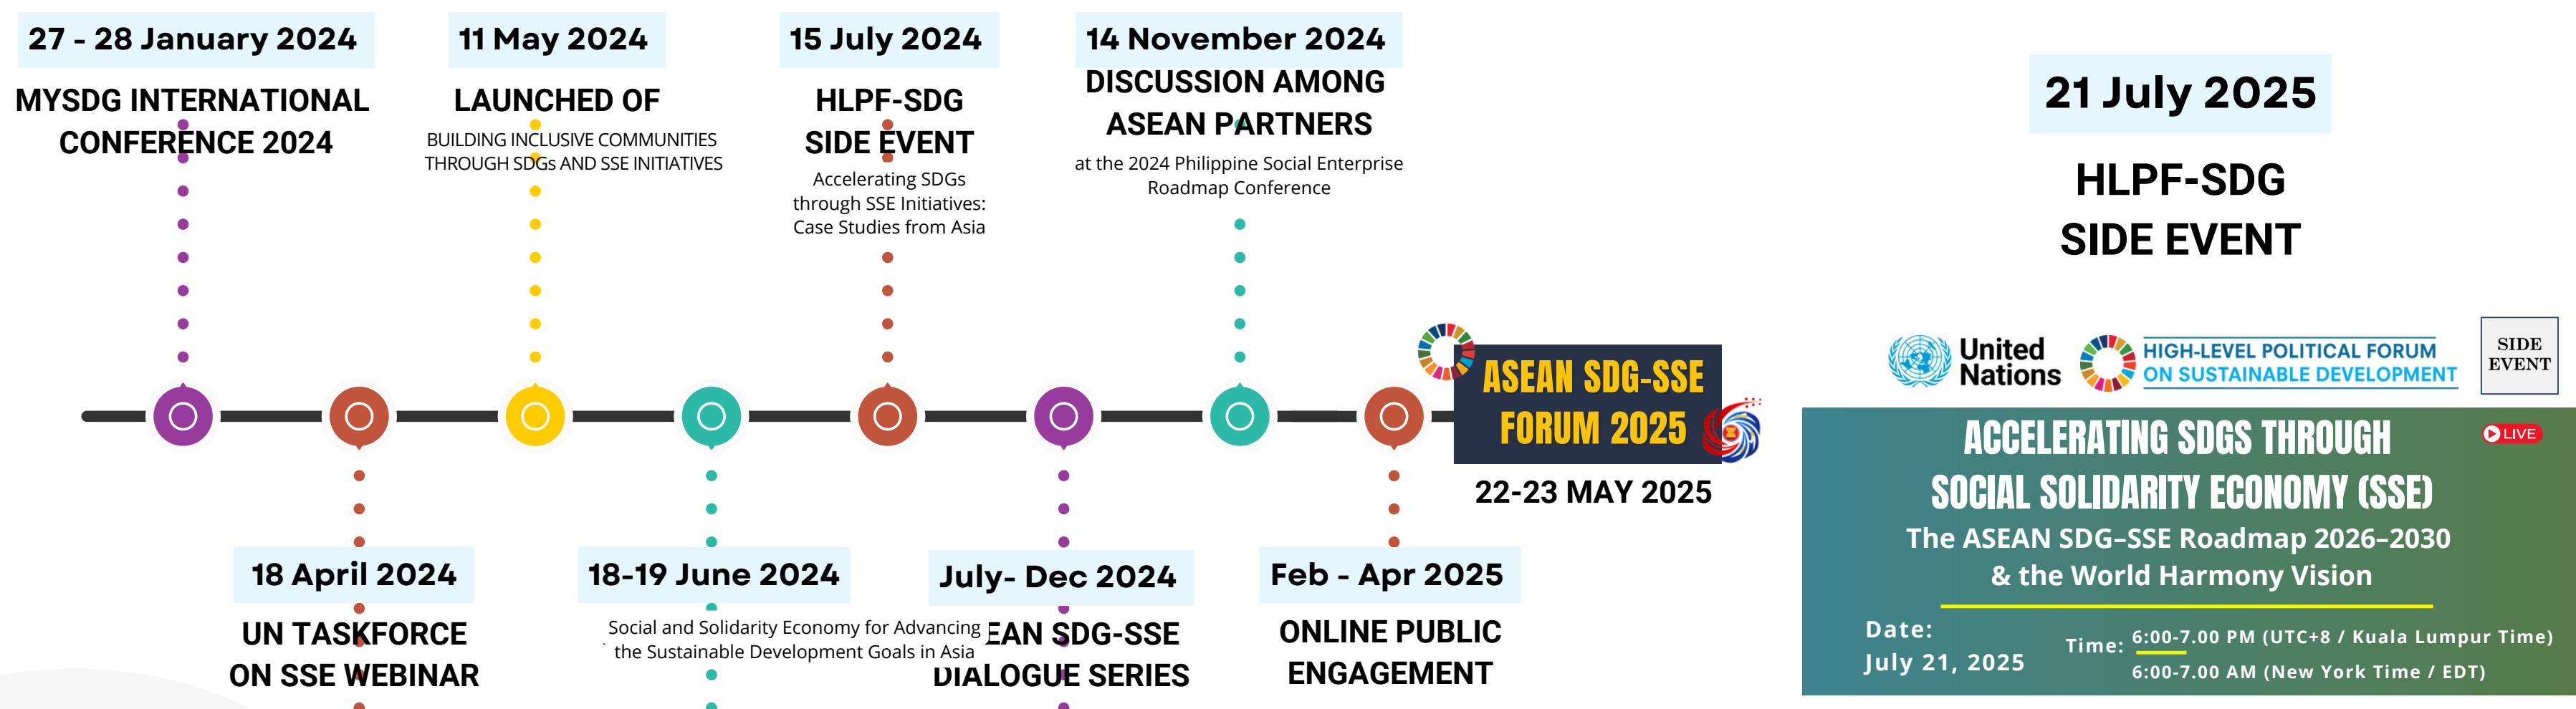 27 - 28 January 2024
MYSDG INTERNATIONAL
CONFERENCE 2024
11 May 2024
LAUNCHED OF
BUILDING INCLUSIVE COMMUNITIES
THROUGH SDGs AND SSE INITIATIVES
15 July 2024
HLPF-SDG
SIDE EVENT
Accelerating SDGs
through SSE Initiatives:
Case Studies from Asia
14 November 2024
DISCUSSION AMONG
ASEAN PARTNERS
at the 2024 Philippine Social Enterprise
Roadmap Conference
18 April 2024
UN TASKFORCE
ON SSE WEBINAR
18-19 June 2024
Social and Solidarity Economy for Advancing
the Sustainable Development Goals in Asia
July- Dec 2024
EAN SDG-SSE
DIALOGUE SERIES
Feb - Apr 2025
ONLINE PUBLIC
ENGAGEMENT
ASEAN SDG-SSE
FORUM 2025
22-23 MAY 2025
21 July 2025
HLPF-SDG
SIDE EVENT
United
Nations
HIGH-LEVEL POLITICAL FORUM
ON SUSTAINABLE DEVELOPMENT
SIDE
EVENT
LIVE
ACCELERATING SDGS THROUGH
SOCIAL SOLIDARITY ECONOMY (SSE)
The ASEAN SDG–SSE Roadmap 2026–2030
& the World Harmony Vision
Date:
July 21, 2025
Time:
6:00-7.00 PM (UTC+8 / Kuala Lumpur Time)
6:00-7.00 AM (New York Time / EDT)